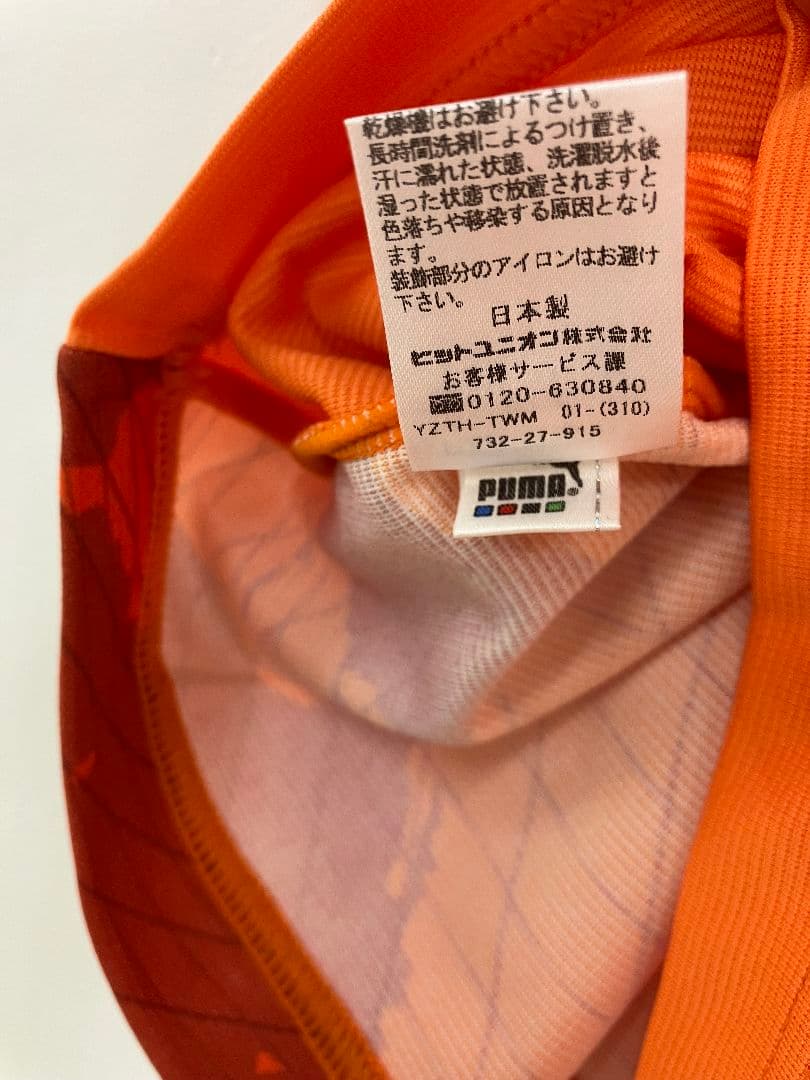 乾燥機はお避け下さい。
長時間洗剤によるつけ置き、
汗に濡れた状態、洗濯脱水後
湿った状態で放置されますと
色落ちや移染する原因となり
ます。
装飾部分のアイロンはお避け
下さい。
日本製
ヒットユニオン株式会社
お客様サービス課
0120-630840
YZTH-TWM 01-(310)
732-27-915
PUMA®